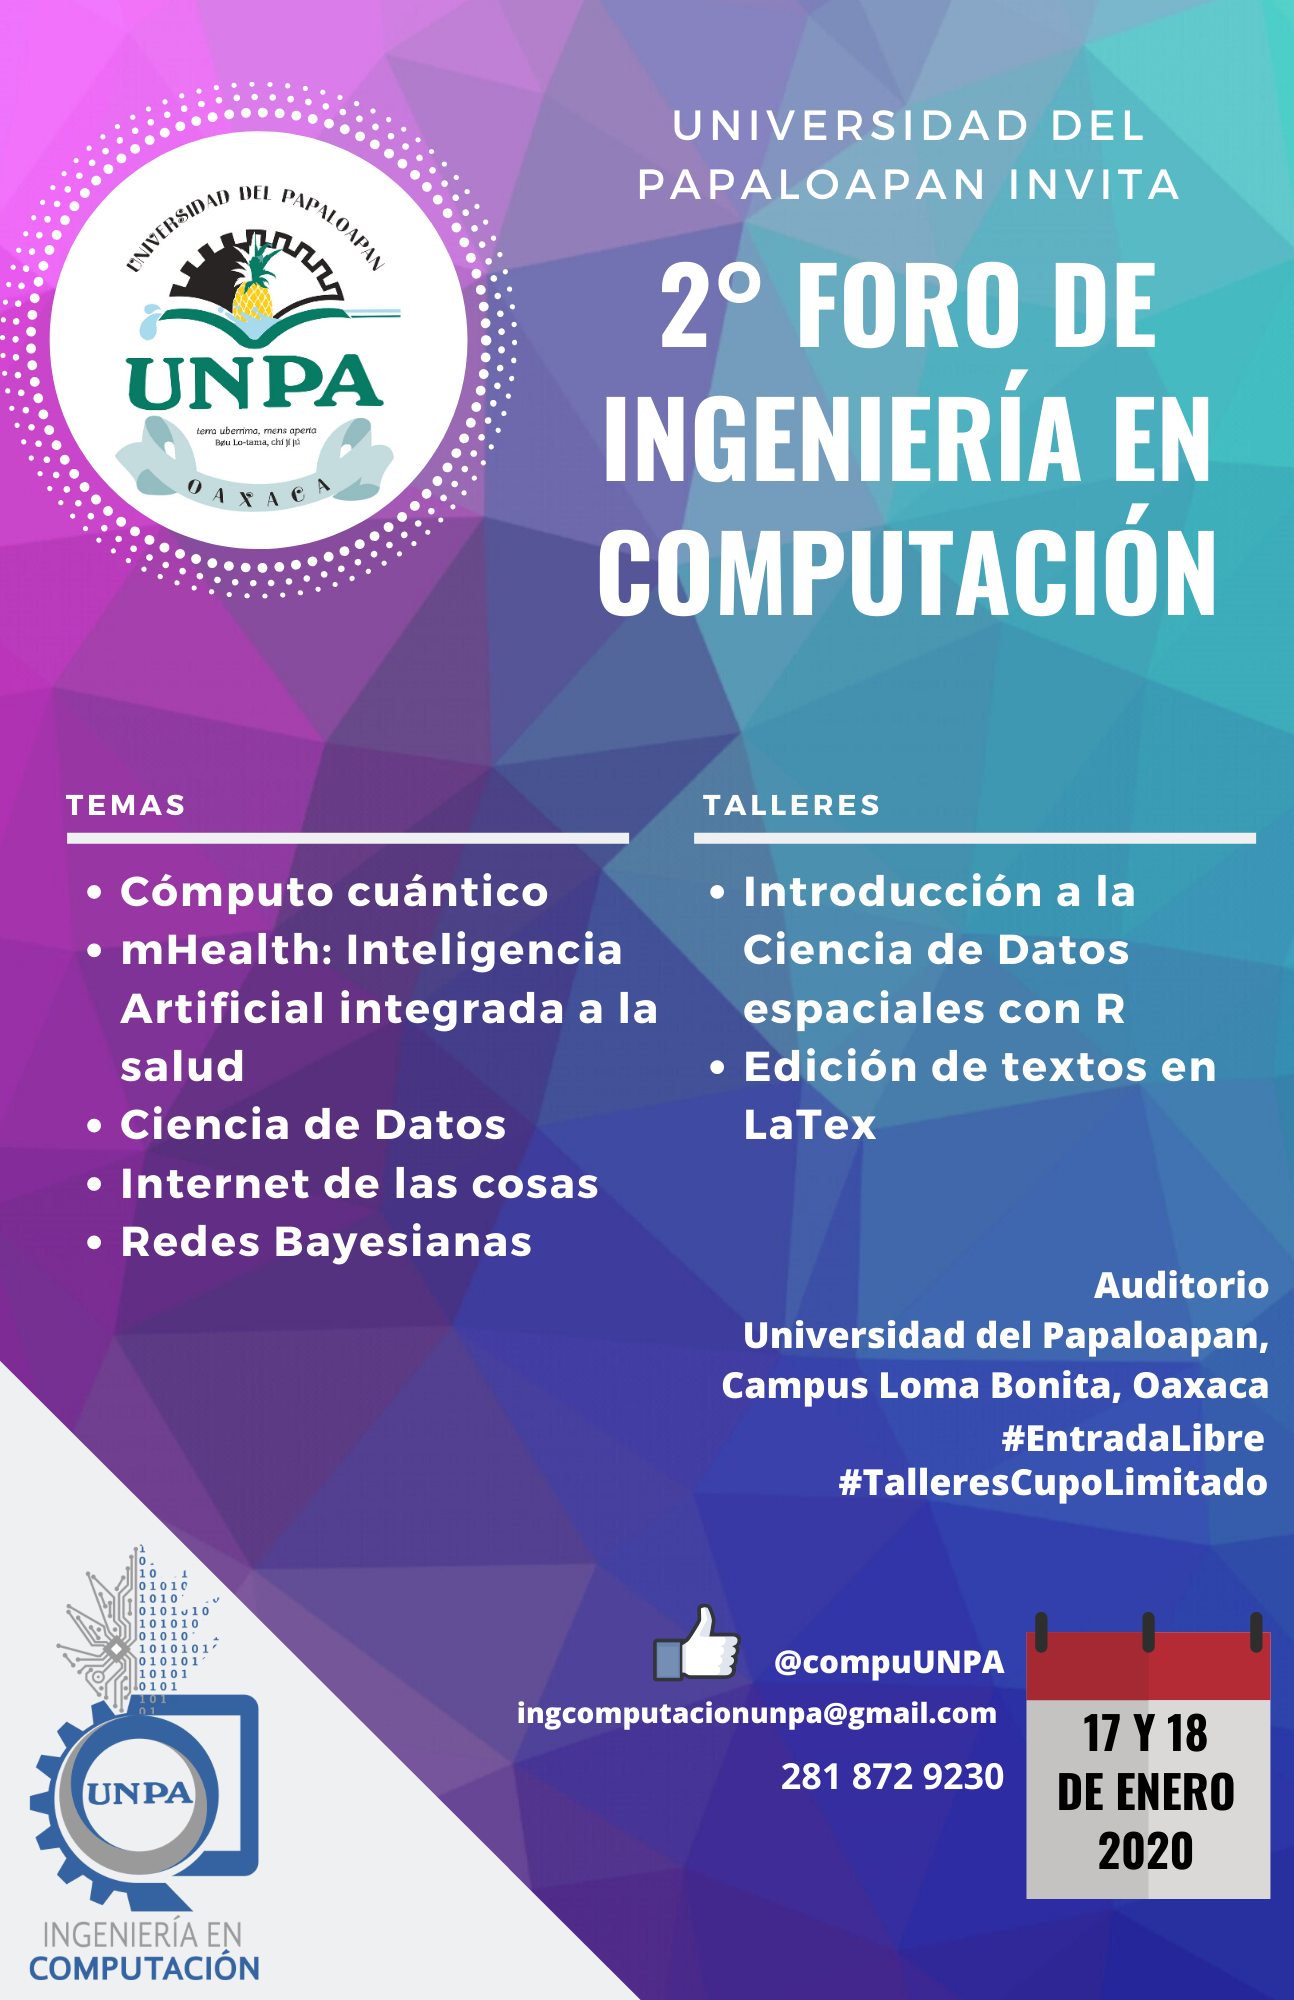 UNIVERSIDAD DEL PAPALOAPAN
UNPA
terra uberrima, mens aperta
OAXACA
UNIVERSIDAD DEL
PAPALOAPAN INVITA
2° FORO DE
INGENIERÍA EN
COMPUTACIÓN
TEMAS
• Cómputo cuántico
• mHealth: Inteligencia
Artificial integrada a la
salud
• Ciencia de Datos
• Internet de las cosas
• Redes Bayesianas
TALLERES
• Introducción a la
Ciencia de Datos
espaciales con R
• Edición de textos en
LaTex
Auditorio
Universidad del Papaloapan,
Campus Loma Bonita, Oaxaca
#EntradaLibre
#TalleresCupoLimitado
@compuUNPA
ingcomputacionunpa@gmail.com
281 872 9230
17 Y 18
DE ENERO
2020
UNPA
INGENIERÍA EN
COMPUTACIÓN